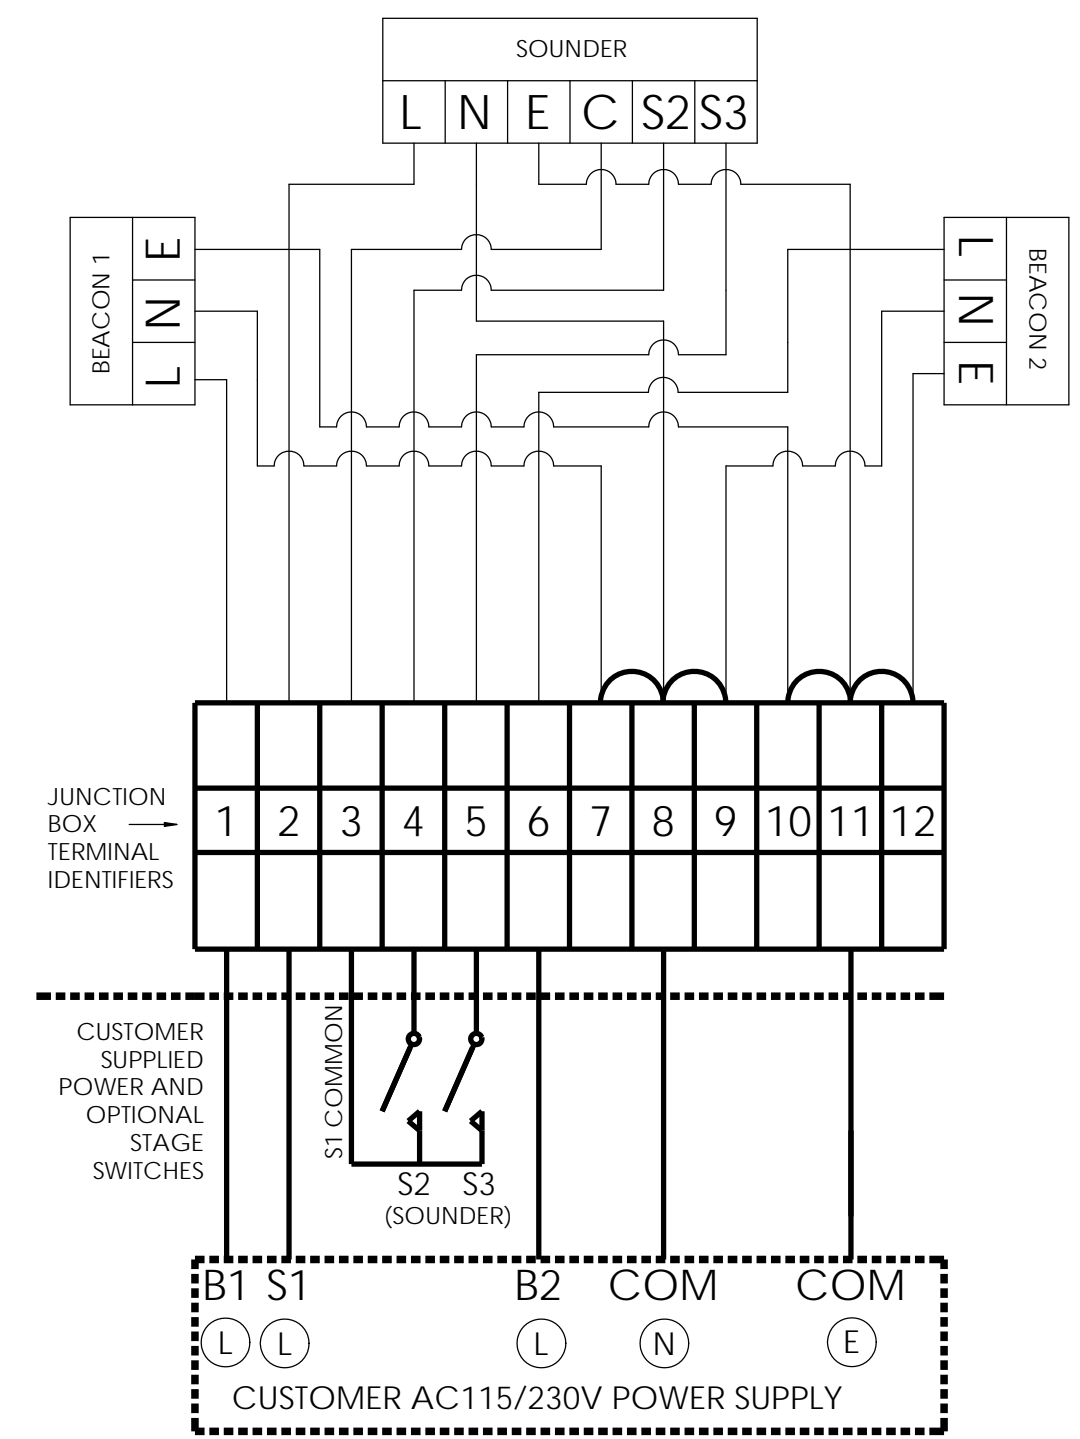 SOUNDER
L N E C S2 S3
BEACON 1
E
N
L
BEACON 2
L
N
E
JUNCTION
BOX
TERMINAL
IDENTIFIERS
1 2 3 4 5 6 7 8 9 10 11 12
CUSTOMER
SUPPLIED
POWER AND
OPTIONAL
STAGE
SWITCHES
S1 COMMON
S2 S3
(SOUNDER)
B1 S1 B2 COM COM
L L L N E
CUSTOMER AC115/230V POWER SUPPLY